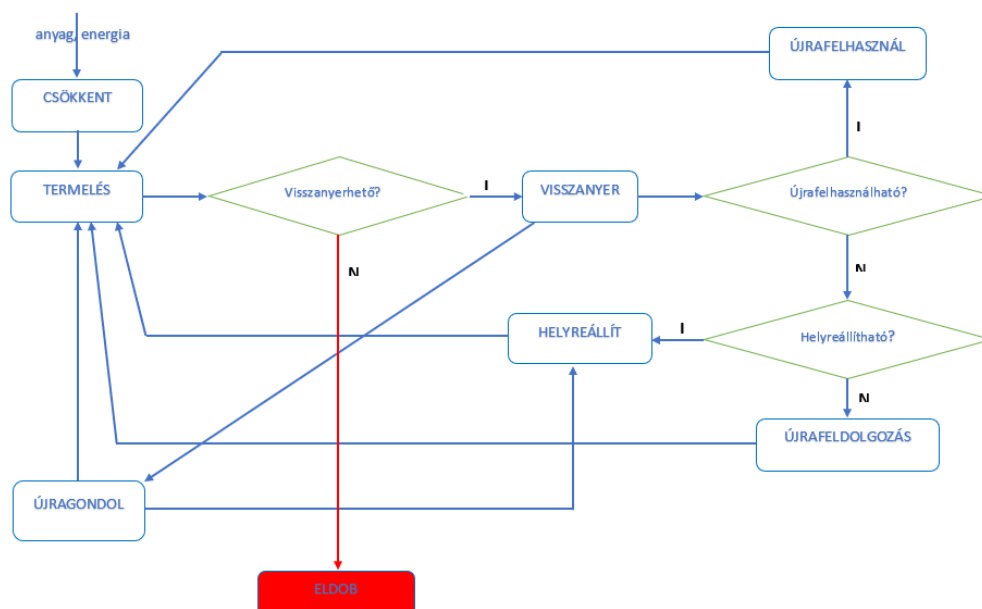 anyag, energia
ÚJRAFELHASZNÁL
CSÖKKENT
I
TERMELÉS
Visszanyerhető?
I
VISSZANYER
Újrafelhasználható?
N
N
HELYREÁLLÍT
I
Helyreállítható?
N
ÚJRAFELDOLGOZÁS
ÚJRAGONDOL
ELDOB